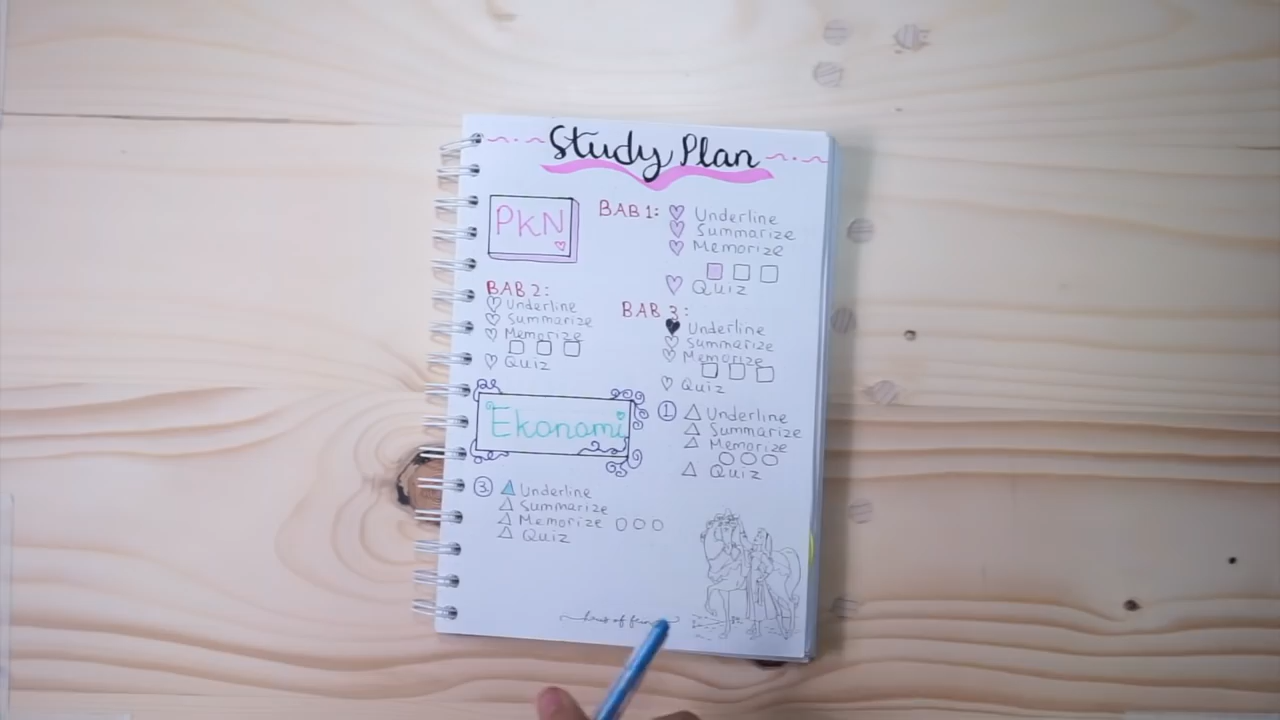 Study Plan
PKN
BAB 1:
Underline
Summarize
Memorize
Quiz
BAB 2:
Underline
Summarize
Memorize
Quiz
BAB 3:
Underline
Summarize
Memorize
Quiz
Ekonomi
1.
Underline
Summarize
Memorize
Quiz
3.
Underline
Summarize
Memorize
Quiz
of